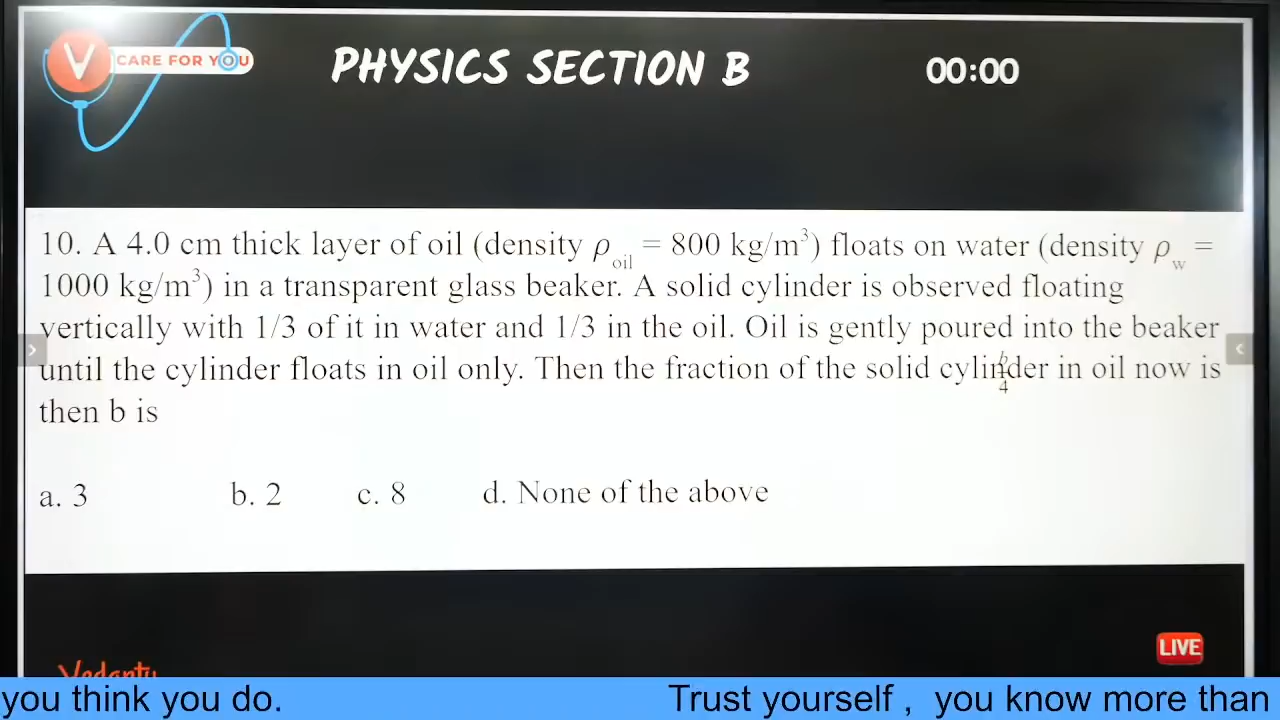 V CARE FOR YOU
PHYSICS SECTION B
00:00
10. A 4.0 cm thick layer of oil (density ρ_oil = 800 kg/m³) floats on water (density ρ_w =
1000 kg/m³) in a transparent glass beaker. A solid cylinder is observed floating
vertically with 1/3 of it in water and 1/3 in the oil. Oil is gently poured into the beaker
until the cylinder floats in oil only. Then the fraction of the solid cylinder in oil now is b/4
then b is
a. 3 b. 2 c. 8 d. None of the above
LIVE
Vedantu
you think you do. Trust yourself , you know more than